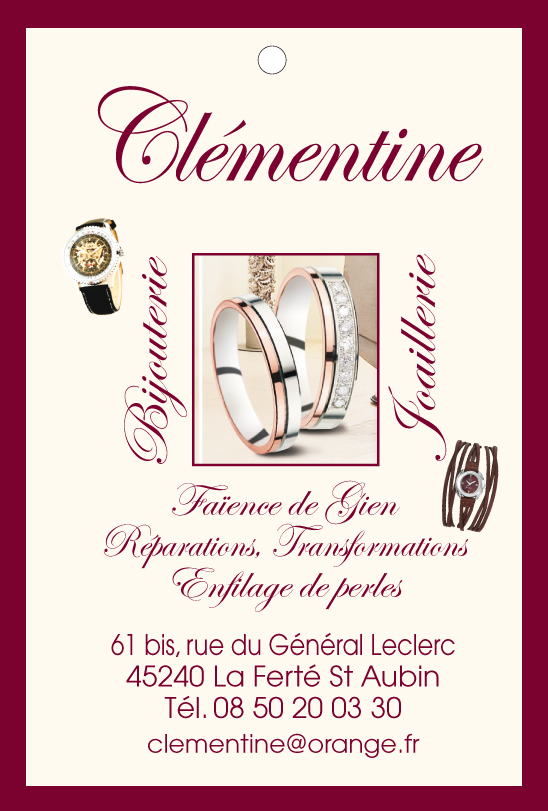 Clémentine
Bijouterie
Joaillerie
Faïence de Gien
Réparations, Transformations
Enfilage de perles
61 bis, rue du Général Leclerc
45240 La Ferté St Aubin
Tél. 08 50 20 03 30
clementine@orange.fr